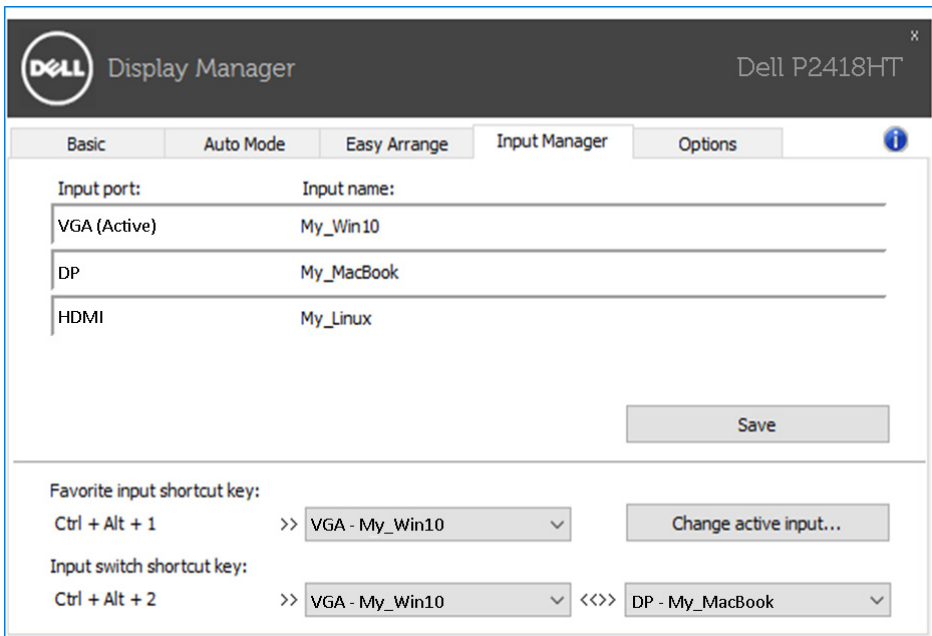 DELL Display Manager Dell P2418HT x
Basic Auto Mode Easy Arrange Input Manager Options i
Input port: Input name:
VGA (Active) My_Win10
DP My_MacBook
HDMI My_Linux
Save
Favorite input shortcut key:
Ctrl + Alt + 1 >> VGA - My_Win10 Change active input...
Input switch shortcut key:
Ctrl + Alt + 2 >> VGA - My_Win10 <<>> DP - My_MacBook